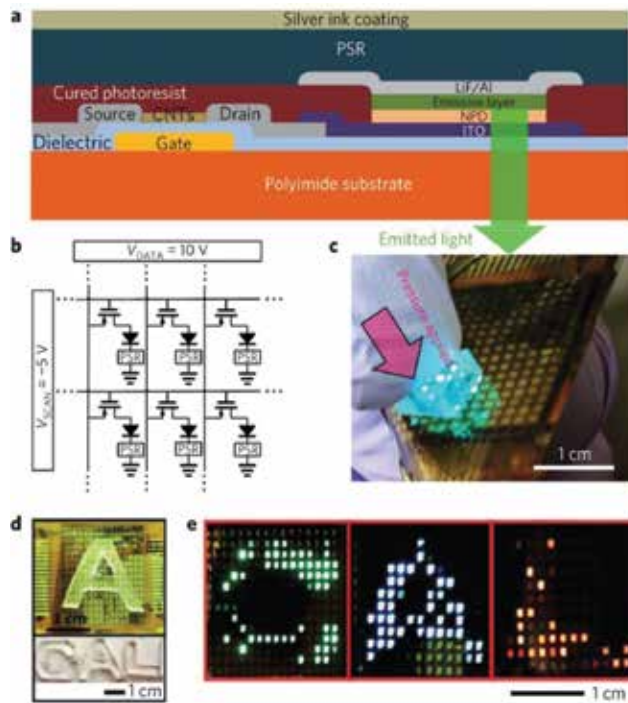 a
Silver ink coating
PSR
LiF/Al
Cured photoresist
Emissive layer
Source
CNTs
Drain
NPD
ITO
Dielectric
Gate
Polyimide substrate
Emitted light
b
V_DATA = 10 V
V_SCAN = −5 V
PSR
PSR
PSR
PSR
PSR
PSR
c
1 cm
d
A
1 cm
CAL
1 cm
e
C
A
L
1 cm